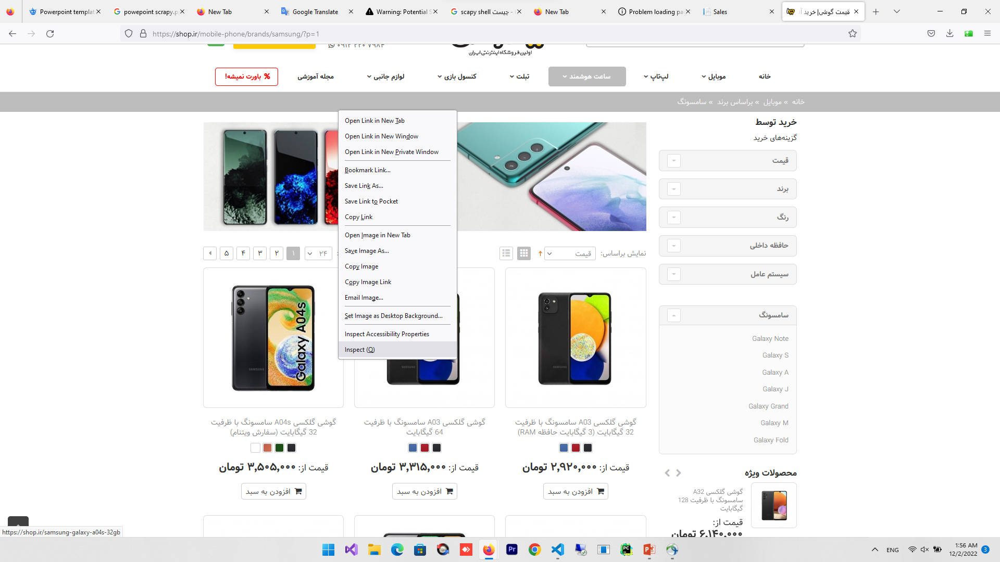 Powerpoint templat
powepoint scrapy.p
New Tab
Google Translate
Warning: Potential S
scapy shell چیست -
New Tab
Problem loading pa
Sales
قیمت گوشی| خرید آ
https://shop.ir/mobile-phone/brands/samsung/?p=1
اولین فروشگاه اینترنتی ایران
خانه
موبایل
لپ‌تاپ
ساعت هوشمند
تبلت
کنسول بازی
لوازم جانبی
مجله آموزشی
% باورت نمیشه!
خانه » موبایل » براساس برند » سامسونگ
Open Link in New Tab
Open Link in New Window
Open Link in New Private Window
Bookmark Link...
Save Link As...
Save Link to Pocket
Copy Link
Open Image in New Tab
Save Image As...
Copy Image
Copy Image Link
Email Image...
Set Image as Desktop Background...
Inspect Accessibility Properties
Inspect (Q)
خرید توسط
گزینه‌های خرید
قیمت
برند
رنگ
حافظه داخلی
سیستم عامل
سامسونگ
Galaxy Note
Galaxy S
Galaxy A
Galaxy J
Galaxy Grand
Galaxy M
Galaxy Fold
نمایش براساس: قیمت
۲۴
۱ ۲ ۳ ۴ ۵
SAMSUNG
SAMSUNG
SAMSUNG
Galaxy A04s
گوشی گلکسی A03 سامسونگ با ظرفیت
32 گیگابایت (3 گیگابایت حافظه RAM)
قیمت از: ۲,۹۲۰,۰۰۰ تومان
افزودن به سبد
گوشی گلکسی A03 سامسونگ با ظرفیت
64 گیگابایت
قیمت از: ۳,۳۱۵,۰۰۰ تومان
افزودن به سبد
گوشی گلکسی A04s سامسونگ با ظرفیت
32 گیگابایت (سفارش ویتنام)
قیمت از: ۳,۵۰۵,۰۰۰ تومان
افزودن به سبد
محصولات ویژه
گوشی گلکسی A32
سامسونگ با ظرفیت 128
گیگابایت
قیمت از:
۶,۱۴۰,۰۰۰ تومان
https://shop.ir/samsung-galaxy-a04s-32gb
Pr
PC
P
ENG
1:56 AM
12/2/2022
3